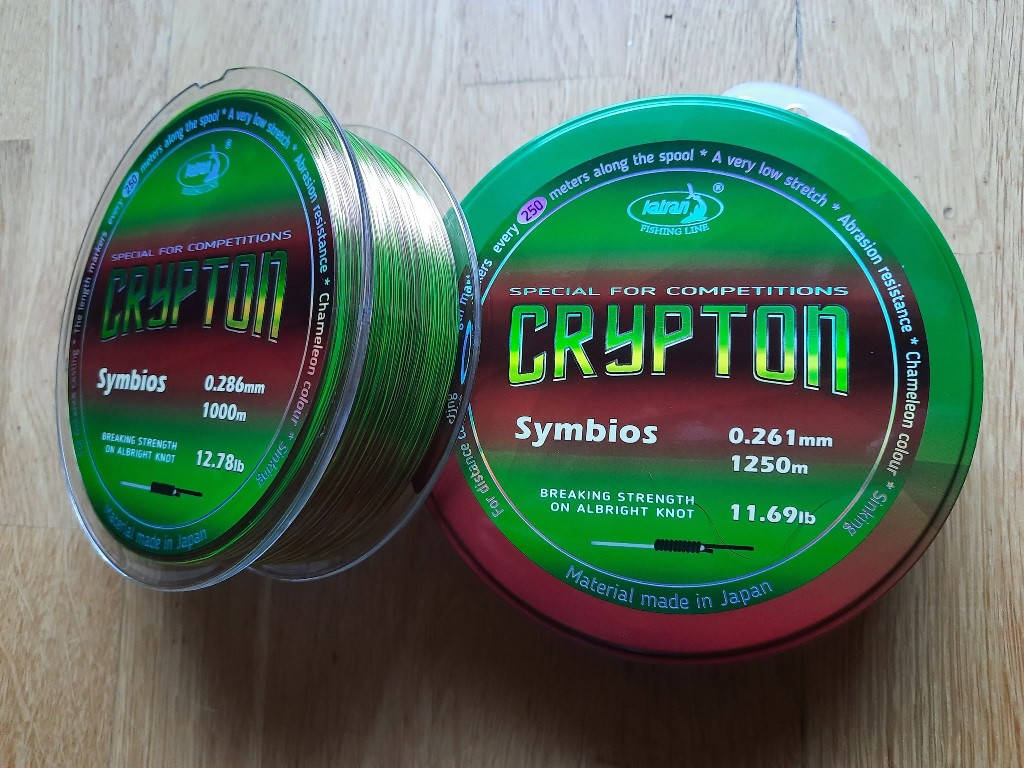 The length markers every 250 meters along the spool * A very low stretch * Abrasion resistance * Chameleon colour * Sinking
katran
®
SPECIAL FOR COMPETITIONS
CRYPTON
Symbios 0.286mm
1000m
BREAKING STRENGTH
ON ALBRIGHT KNOT 12.78lb
Material made in Japan
every 250 meters along the spool * A very low stretch * Abrasion resistance * Chameleon colour * Sinking
katran
®
FISHING LINE
SPECIAL FOR COMPETITIONS
CRYPTON
Symbios 0.261mm
1250m
BREAKING STRENGTH
ON ALBRIGHT KNOT 11.69lb
For distance
Material made in Japan